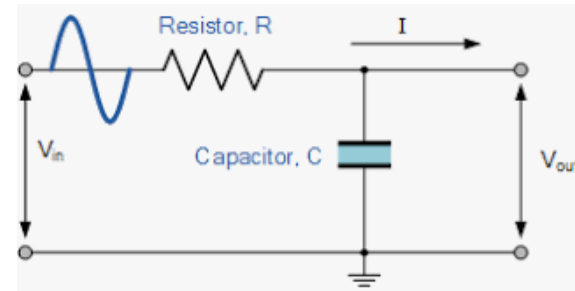 Resistor, R
I
Vin
Capacitor, C
Vout